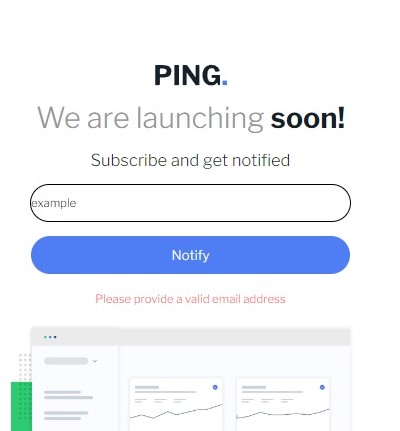 PING.
We are launching soon!
Subscribe and get notified
example
Notify
Please provide a valid email address